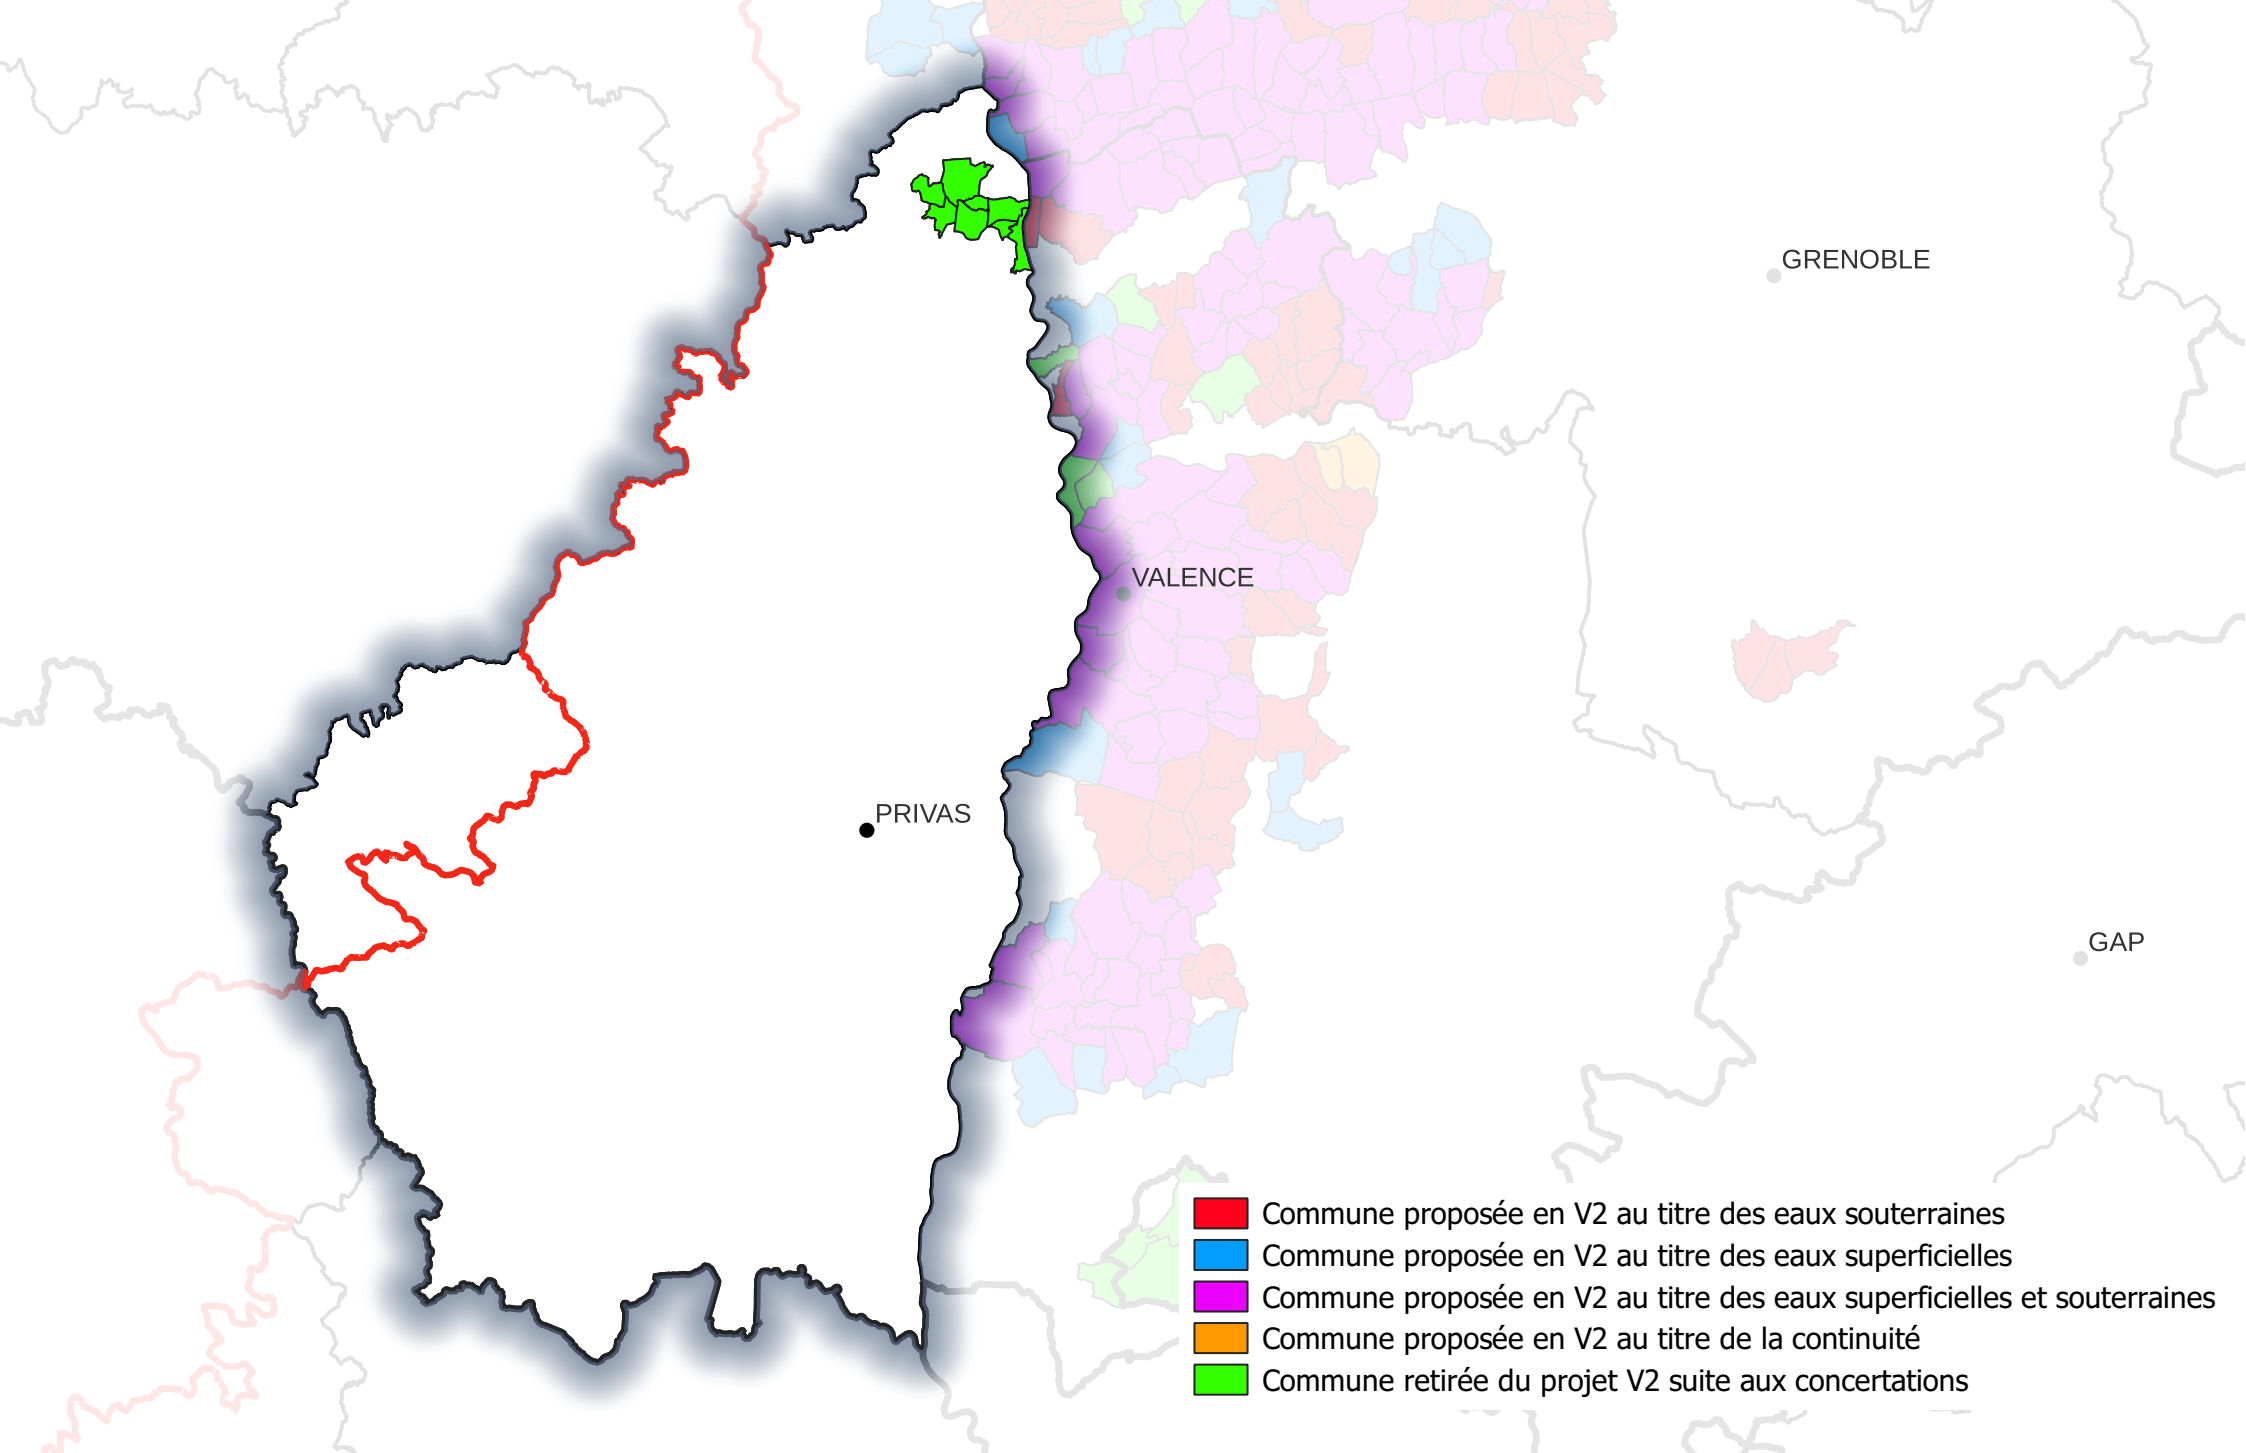 GRENOBLE
VALENCE
PRIVAS
GAP
Commune proposée en V2 au titre des eaux souterraines
Commune proposée en V2 au titre des eaux superficielles
Commune proposée en V2 au titre des eaux superficielles et souterraines
Commune proposée en V2 au titre de la continuité
Commune retirée du projet V2 suite aux concertations